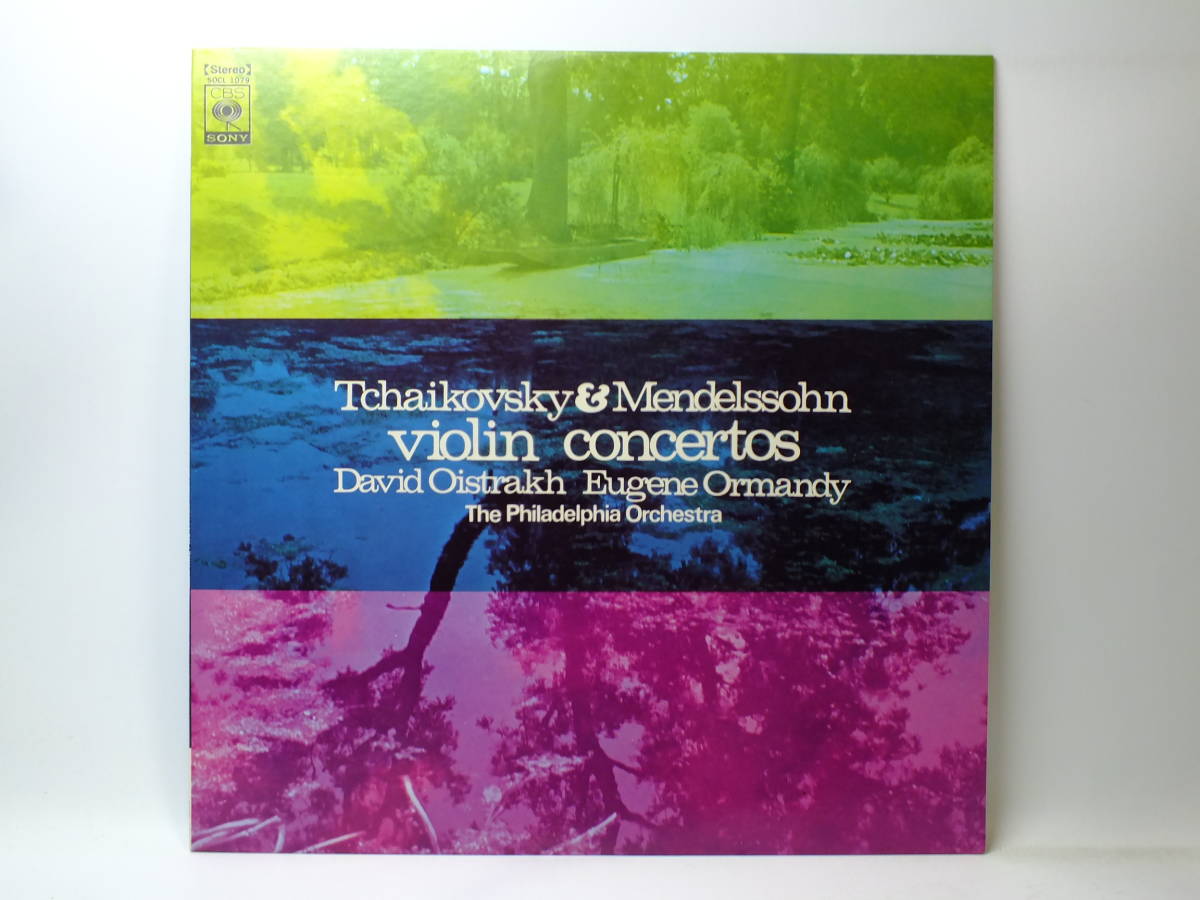 【Stereo】
SOCL 1079
CBS
SONY
Tchaikovsky & Mendelssohn
violin concertos
David Oistrakh Eugene Ormandy
The Philadelphia Orchestra